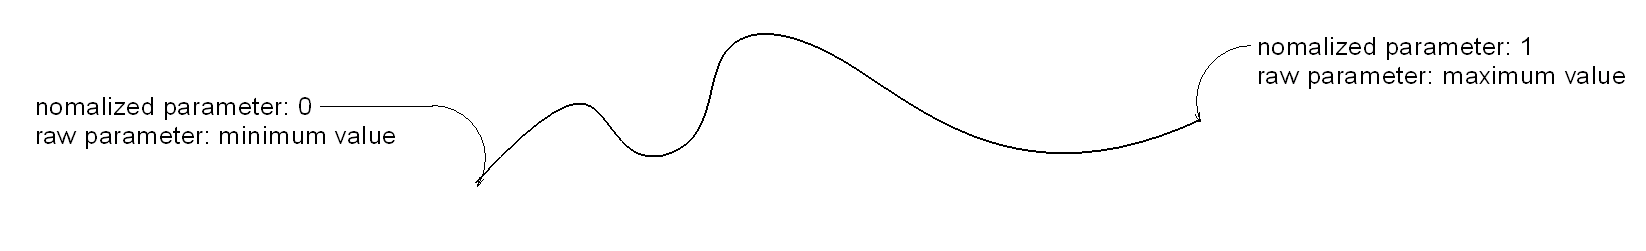 nomalized parameter: 0
raw parameter: minimum value
nomalized parameter: 1
raw parameter: maximum value